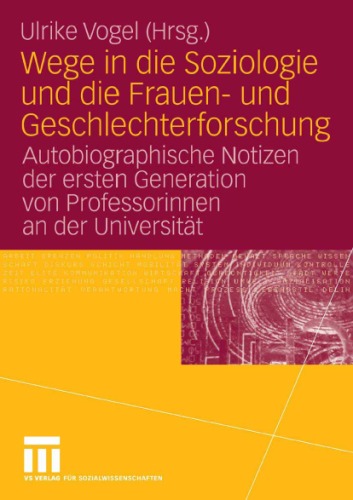 Ulrike Vogel (Hrsg.)
Wege in die Soziologie
und die Frauen- und
Geschlechterforschung
Autobiographische Notizen
der ersten Generation
von Professorinnen
an der Universität
VS VERLAG FÜR SOZIALWISSENSCHAFTEN